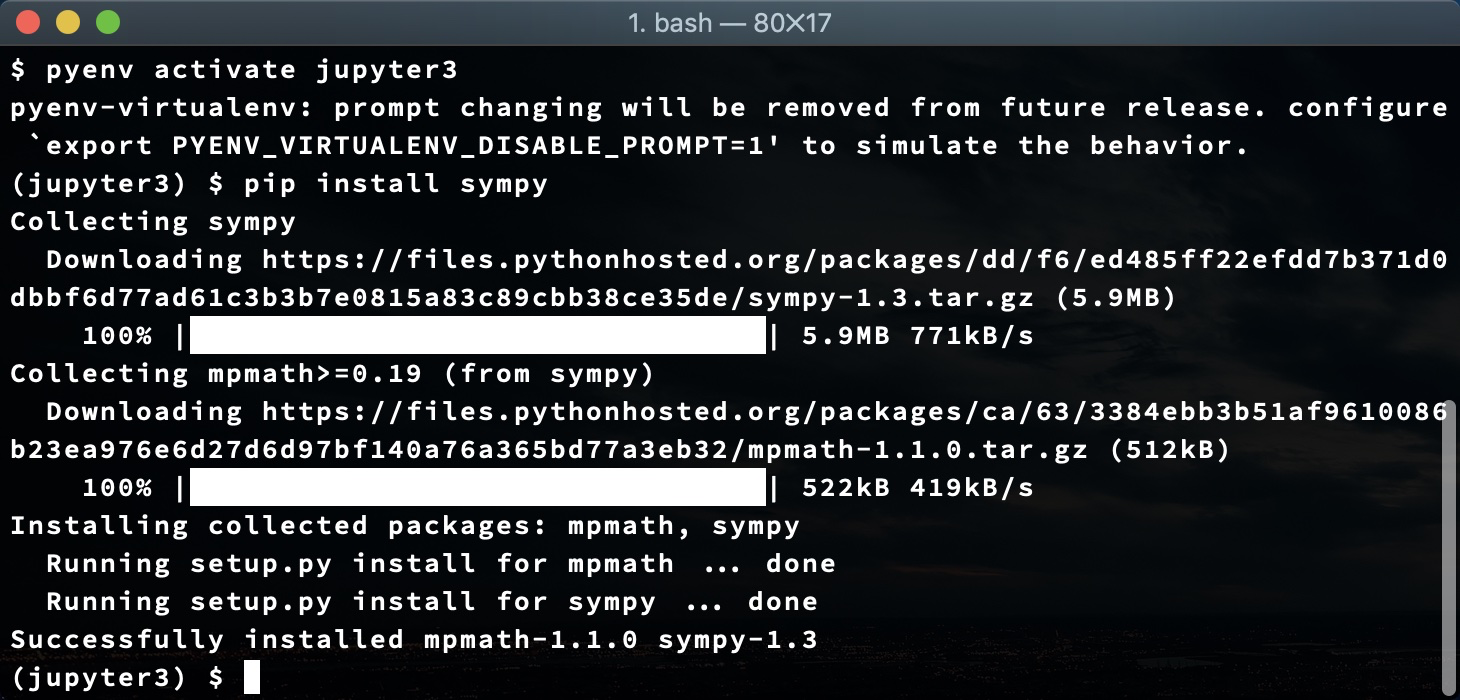 1. bash — 80×17
$ pyenv activate jupyter3
pyenv-virtualenv: prompt changing will be removed from future release. configure
 `export PYENV_VIRTUALENV_DISABLE_PROMPT=1' to simulate the behavior.
(jupyter3) $ pip install sympy
Collecting sympy
  Downloading https://files.pythonhosted.org/packages/dd/f6/ed485ff22efdd7b371d0
dbbf6d77ad61c3b3b7e0815a83c89cbb38ce35de/sympy-1.3.tar.gz (5.9MB)
    100% |████████████████████████████████| 5.9MB 771kB/s
Collecting mpmath>=0.19 (from sympy)
  Downloading https://files.pythonhosted.org/packages/ca/63/3384ebb3b51af9610086
b23ea976e6d27d6d97bf140a76a365bd77a3eb32/mpmath-1.1.0.tar.gz (512kB)
    100% |████████████████████████████████| 522kB 419kB/s
Installing collected packages: mpmath, sympy
  Running setup.py install for mpmath ... done
  Running setup.py install for sympy ... done
Successfully installed mpmath-1.1.0 sympy-1.3
(jupyter3) $